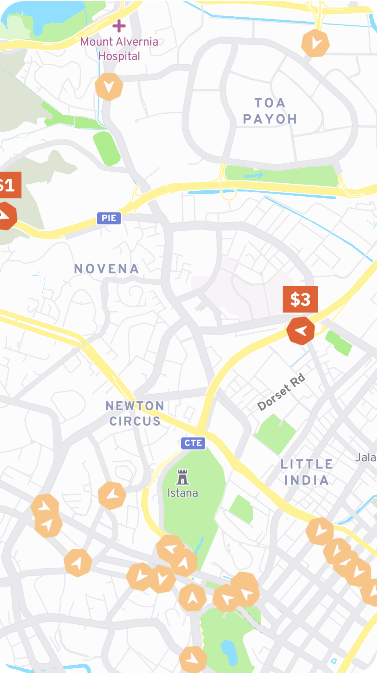 Mount Alvernia
Hospital
TOA
PAYOH
$1
PIE
NOVENA
$3
Dorset Rd
NEWTON
CIRCUS
CTE
LITTLE
INDIA
Jala
Istana